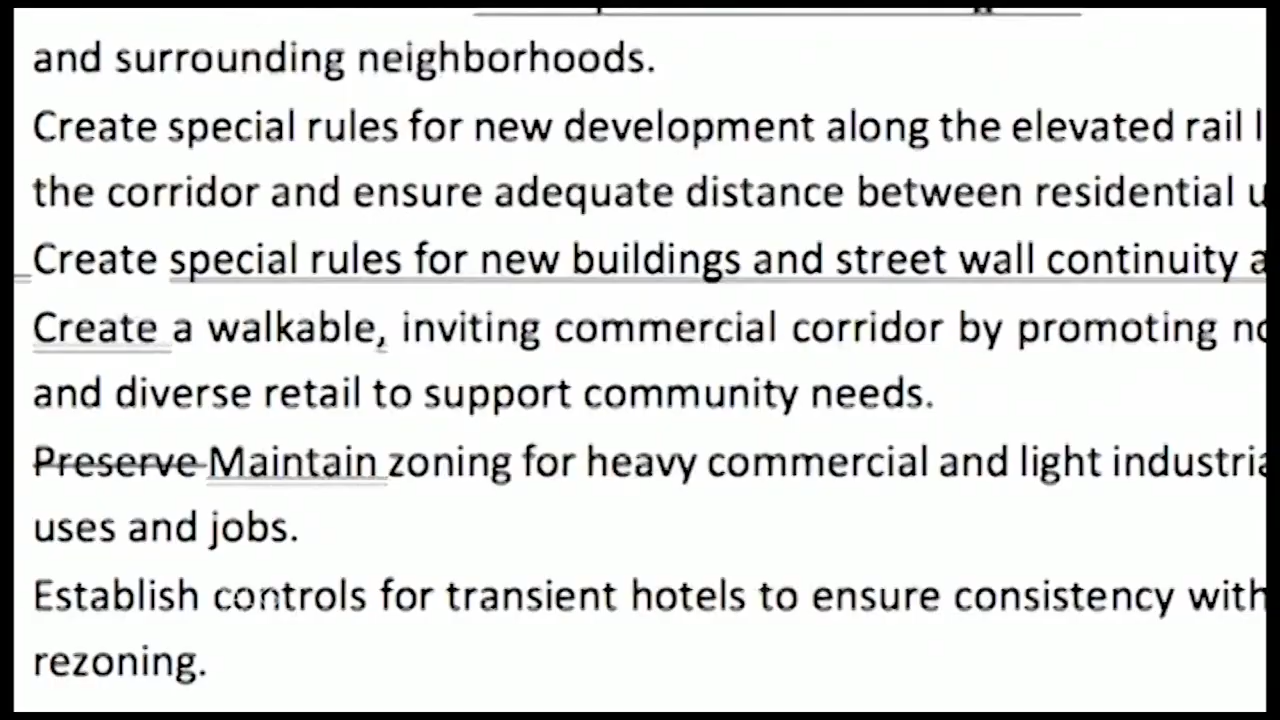 and surrounding neighborhoods.
Create special rules for new development along the elevated rail
the corridor and ensure adequate distance between residential
Create special rules for new buildings and street wall continuity
Create a walkable, inviting commercial corridor by promoting
and diverse retail to support community needs.
Preserve Maintain zoning for heavy commercial and light
uses and jobs.
Establish controls for transient hotels to ensure consistency with
rezoning.